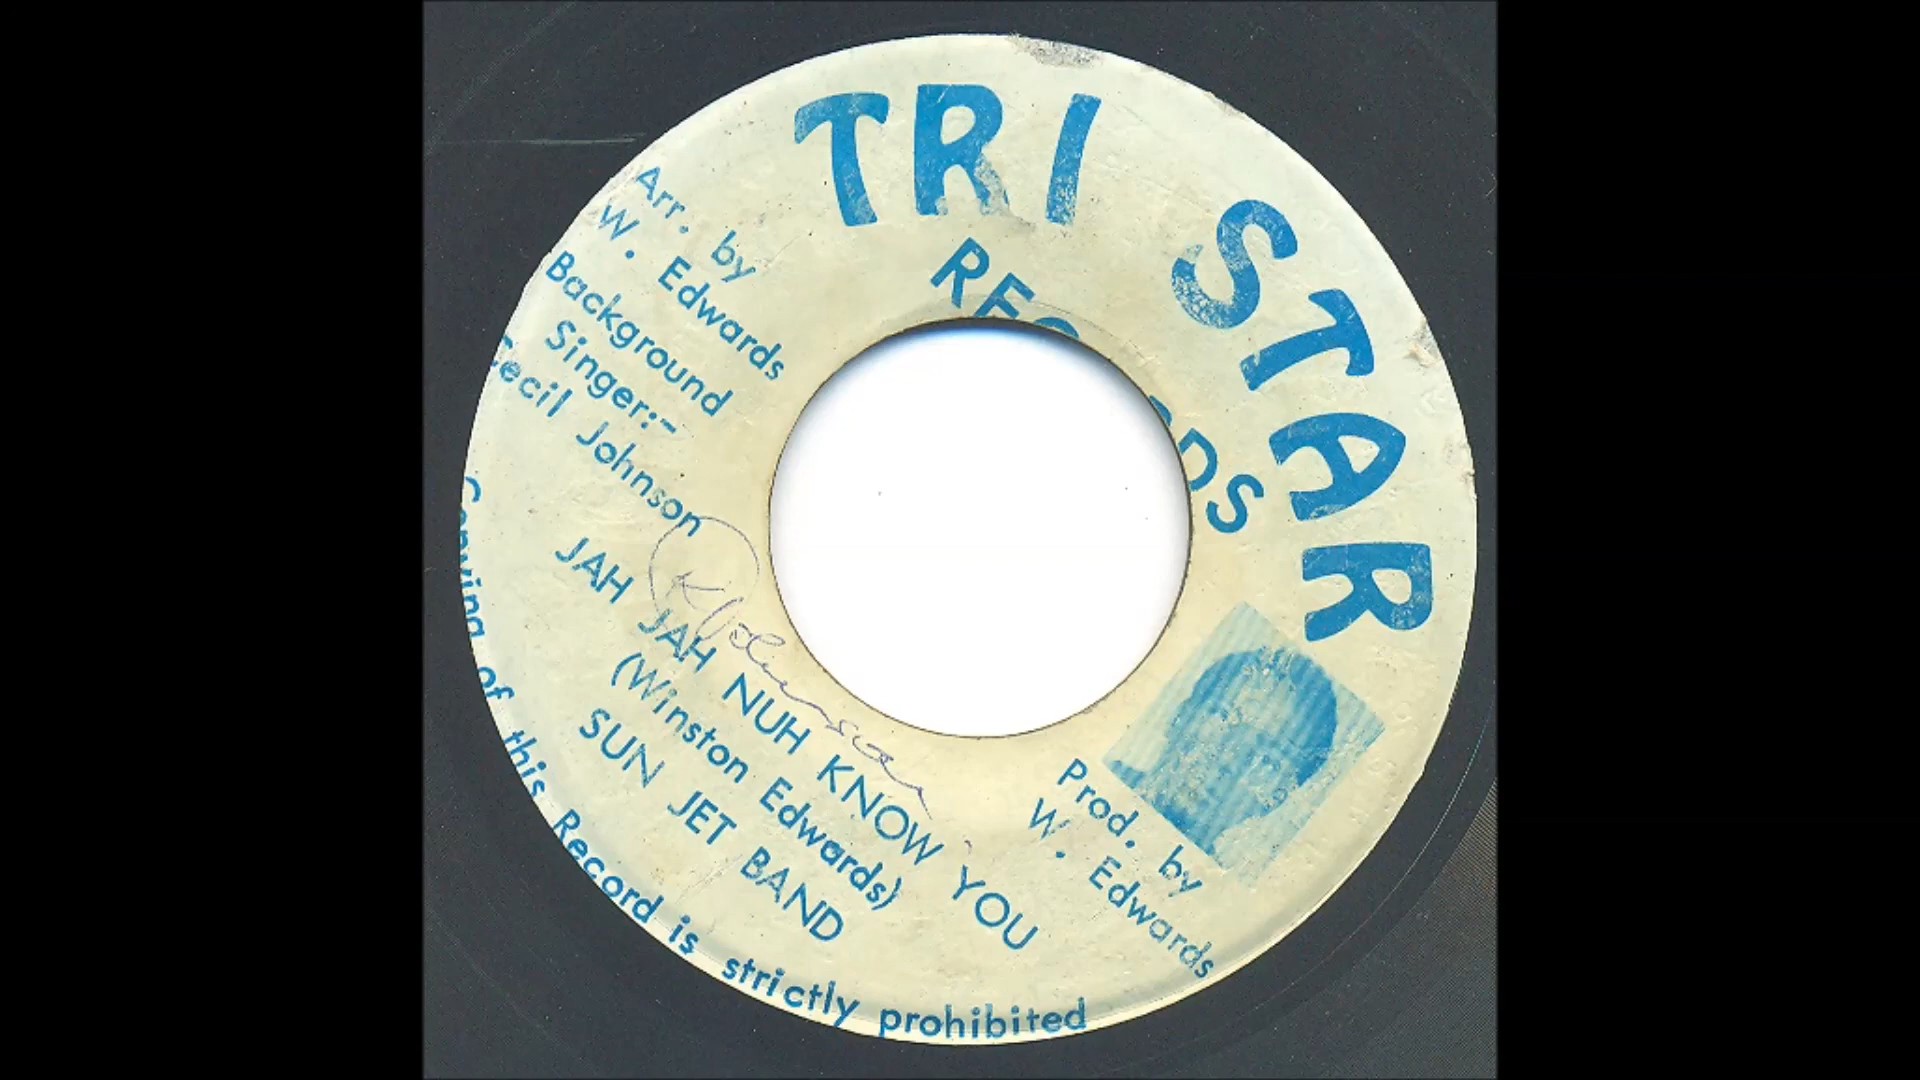 TRI STAR
RECORDS
Arr. by
W. Edwards
Background
Singer:-
Cecil Johnson
JAH JAH NUH KNOW YOU
(Winston Edwards)
SUN JET BAND
Prod. by
W. Edwards
Copying of this Record is strictly prohibited